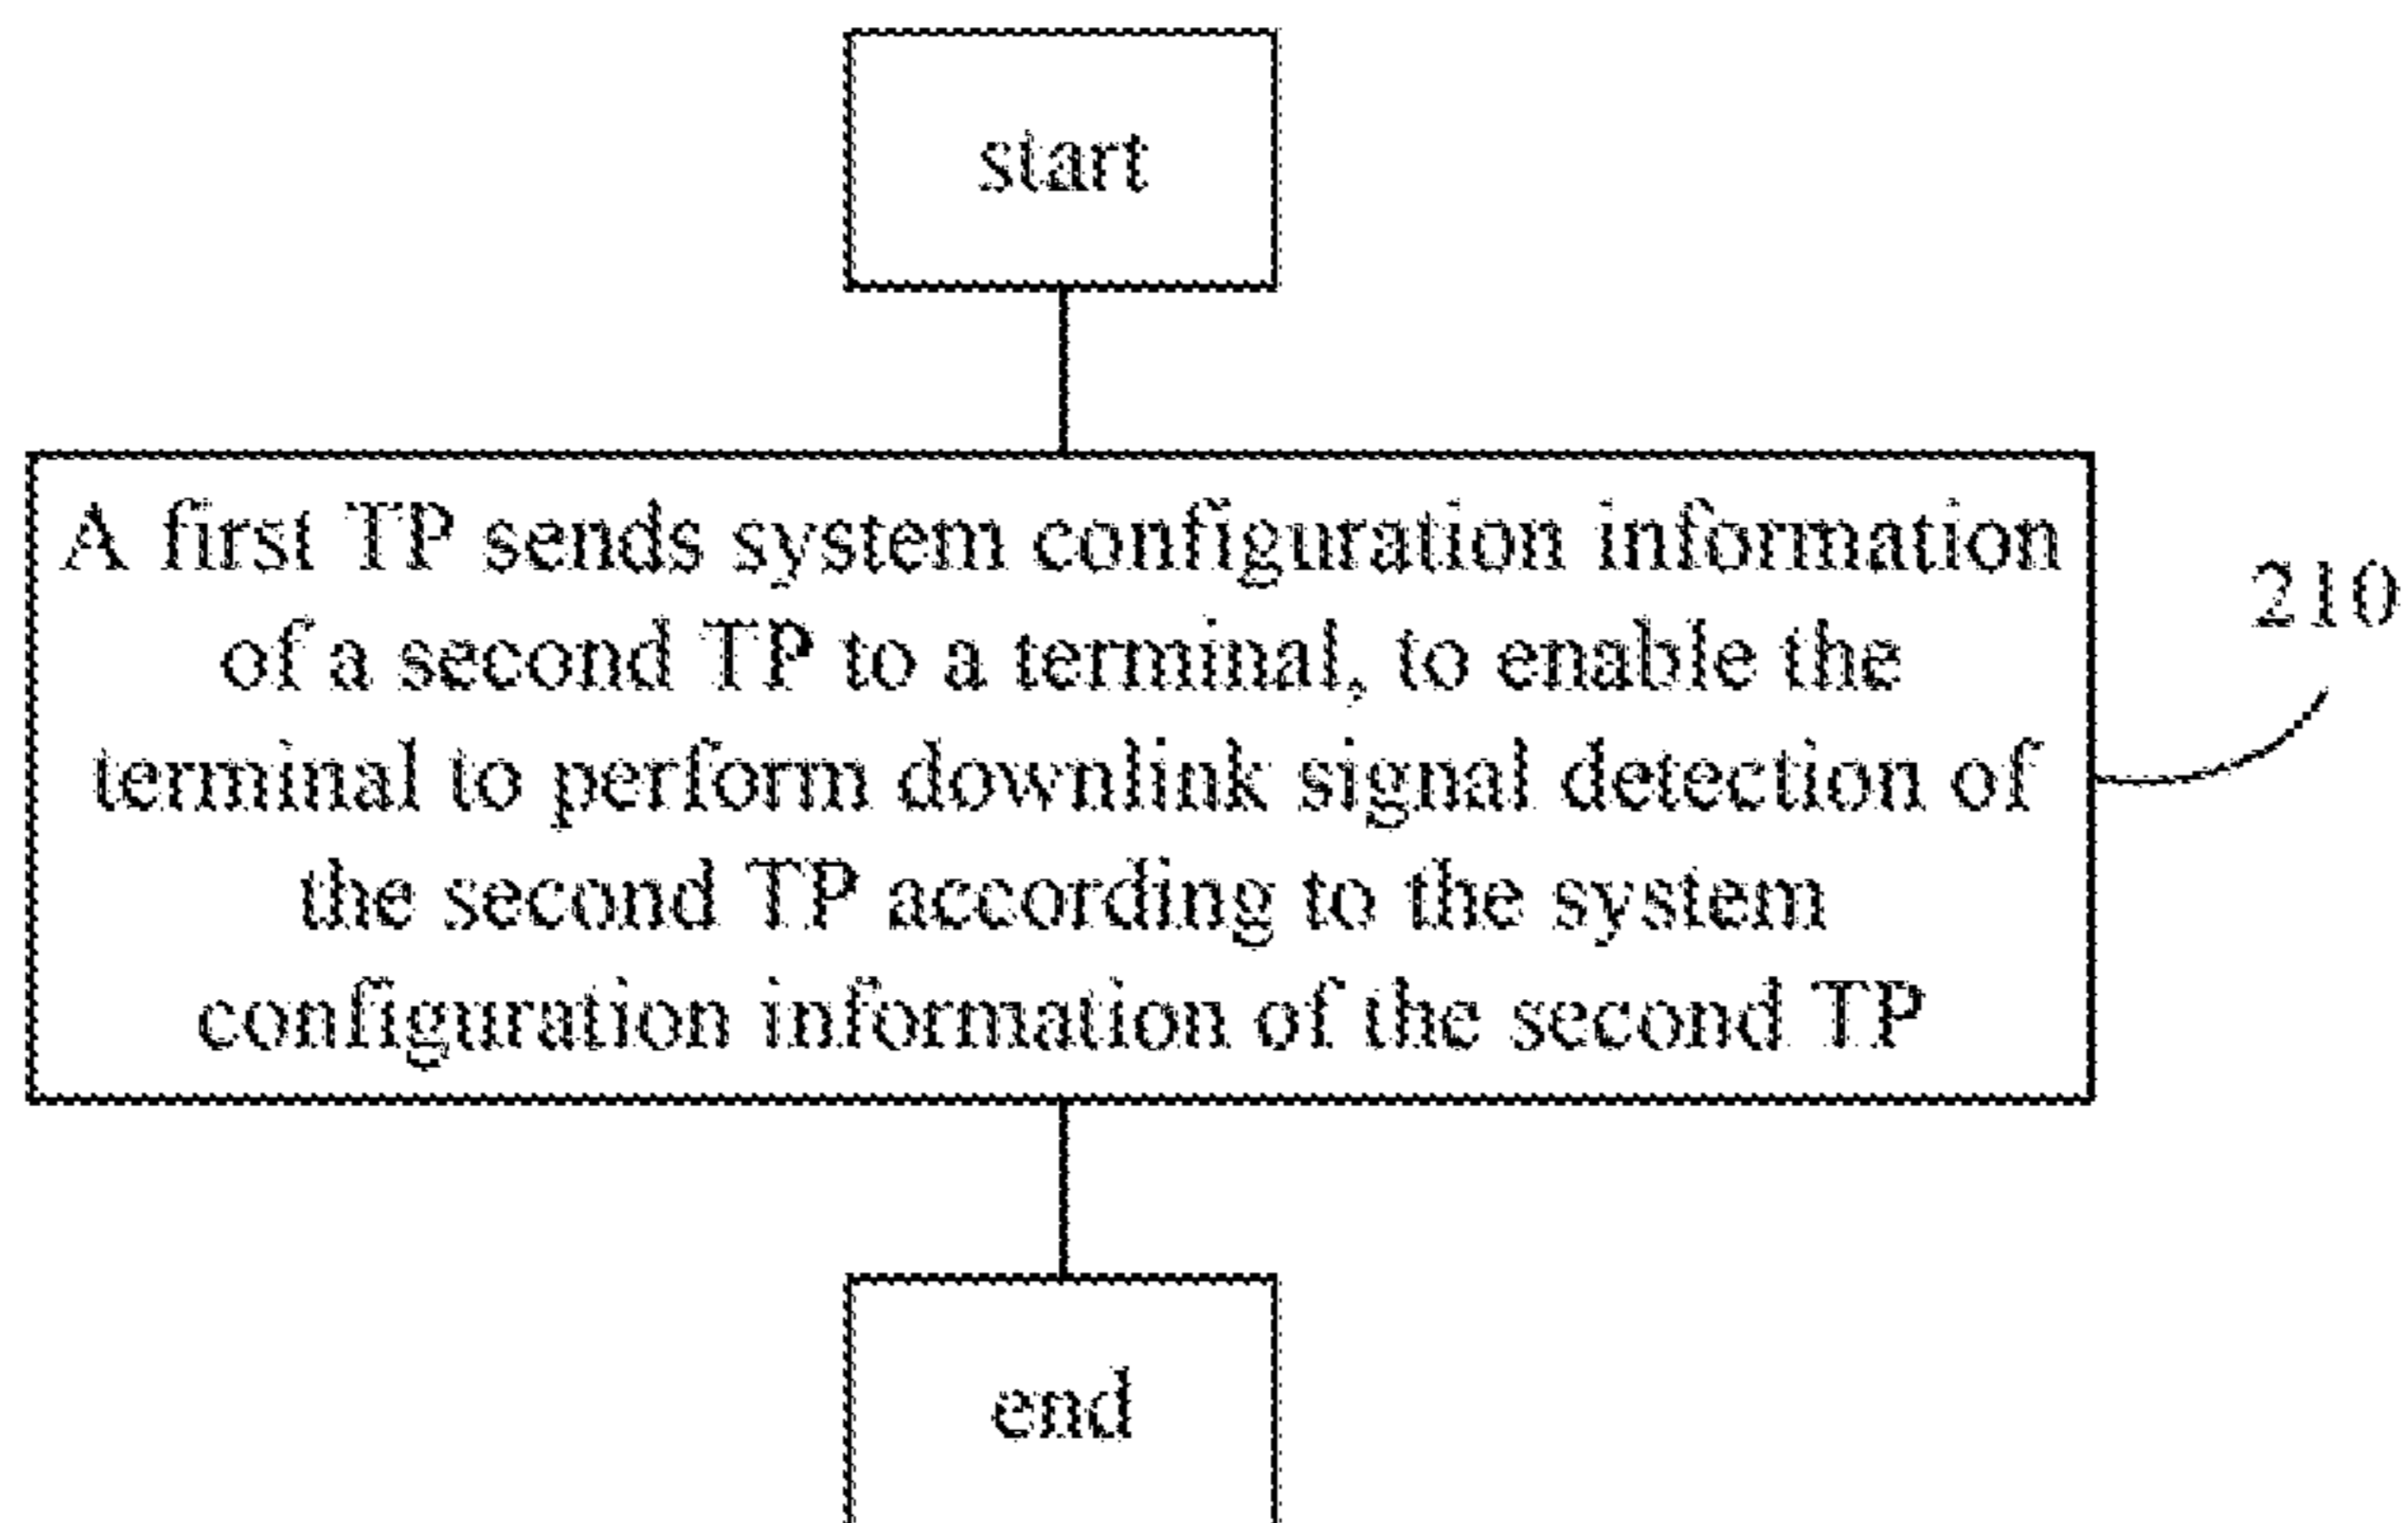 start
A first TP sends system configuration information
of a second TP to a terminal, to enable the
terminal to perform downlink signal detection of
the second TP according to the system
configuration information of the second TP
210
end